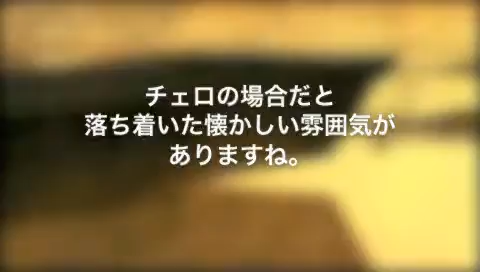 チェロの場合だと
落ち着いた懐かしい雰囲気が
ありますね。